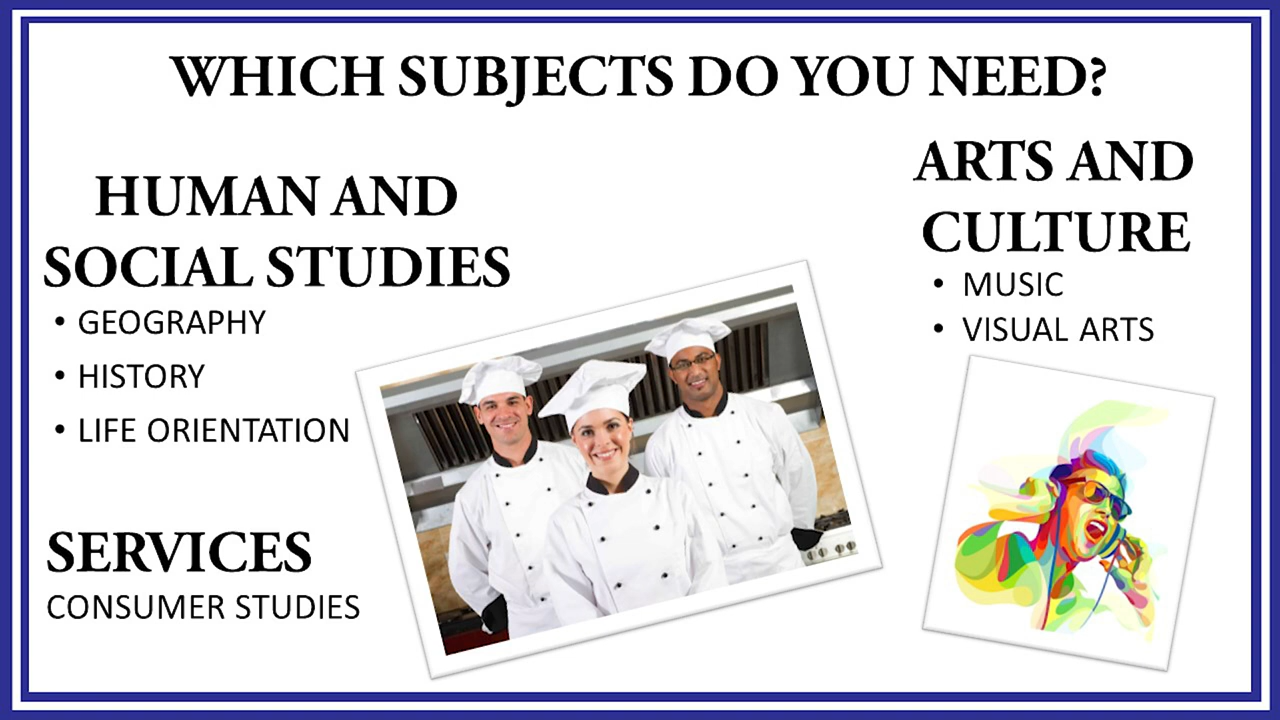 WHICH SUBJECTS DO YOU NEED?
HUMAN AND
SOCIAL STUDIES
• GEOGRAPHY
• HISTORY
• LIFE ORIENTATION
SERVICES
CONSUMER STUDIES
ARTS AND
CULTURE
• MUSIC
• VISUAL ARTS